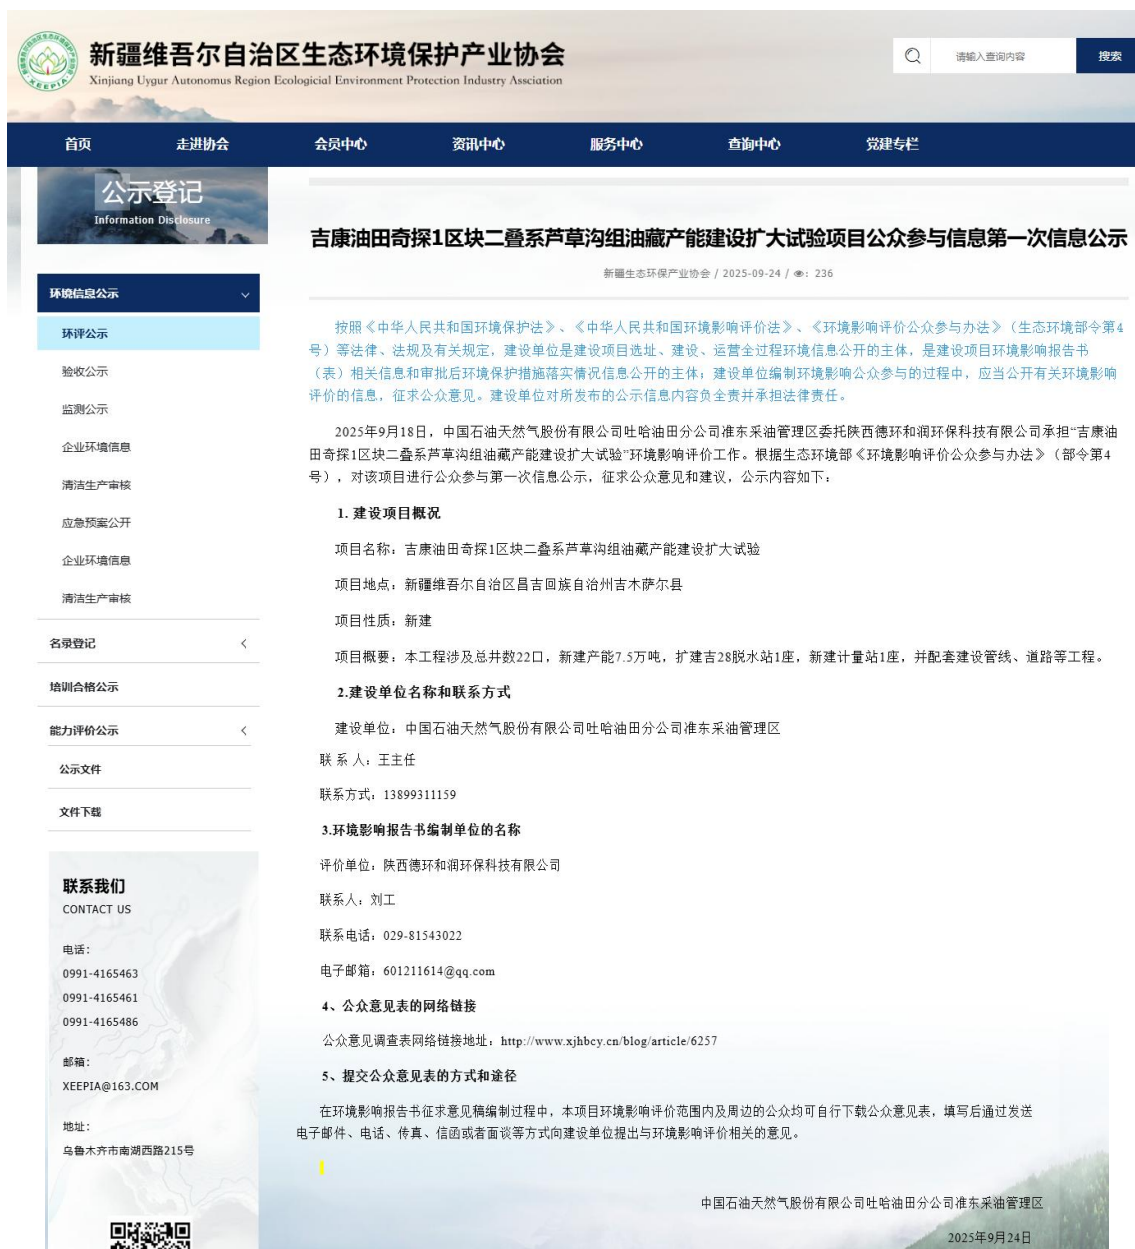 新疆维吾尔自治区生态环境保护产业协会
Xinjiang Uygur Autonomus Region Ecologicial Environment Protection Industry Assciation
XEEPIA
请输入查询内容
搜索
首页
走进协会
会员中心
资讯中心
服务中心
查询中心
党建专栏
公示登记
Information Disclosure
环境信息公示
环评公示
验收公示
监测公示
企业环境信息
清洁生产审核
应急预案公开
企业环境信息
清洁生产审核
名录登记
培训合格公示
能力评价公示
公示文件
文件下载
联系我们
CONTACT US
电话：
0991-4165463
0991-4165461
0991-4165486
邮箱：
XEEPIA@163.COM
地址：
乌鲁木齐市南湖西路215号
吉康油田奇探1区块二叠系芦草沟组油藏产能建设扩大试验项目公众参与信息第一次信息公示
新疆生态环保产业协会 / 2025-09-24 / : 236
按照《中华人民共和国环境保护法》、《中华人民共和国环境影响评价法》、《环境影响评价公众参与办法》（生态环境部令第4
号）等法律、法规及有关规定，建设单位是建设项目选址、建设、运营全过程环境信息公开的主体，是建设项目环境影响报告书
（表）相关信息和审批后环境保护措施落实情况信息公开的主体；建设单位编制环境影响公众参与的过程中，应当公开有关环境影响
评价的信息，征求公众意见。建设单位对所发布的公示信息内容负全责并承担法律责任。
2025年9月18日，中国石油天然气股份有限公司吐哈油田分公司准东采油管理区委托陕西德环和润环保科技有限公司承担“吉康油
田奇探1区块二叠系芦草沟组油藏产能建设扩大试验”环境影响评价工作。根据生态环境部《环境影响评价公众参与办法》（部令第4
号），对该项目进行公众参与第一次信息公示，征求公众意见和建议，公示内容如下：
1. 建设项目概况
项目名称：吉康油田奇探1区块二叠系芦草沟组油藏产能建设扩大试验
项目地点：新疆维吾尔自治区昌吉回族自治州吉木萨尔县
项目性质：新建
项目概要：本工程涉及总井数22口，新建产能7.5万吨，扩建吉28脱水站1座，新建计量站1座，并配套建设管线、道路等工程。
2.建设单位名称和联系方式
建设单位：中国石油天然气股份有限公司吐哈油田分公司准东采油管理区
联 系 人：王主任
联系方式：13899311159
3.环境影响报告书编制单位的名称
评价单位：陕西德环和润环保科技有限公司
联系人：刘工
联系电话：029-81543022
电子邮箱：601211614@qq.com
4、公众意见表的网络链接
公众意见调查表网络链接地址：http://www.xjhbcy.cn/blog/article/6257
5、提交公众意见表的方式和途径
在环境影响报告书征求意见稿编制过程中，本项目环境影响评价范围内及周边的公众均可自行下载公众意见表，填写后通过发送
电子邮件、电话、传真、信函或者面谈等方式向建设单位提出与环境影响评价相关的意见。
中国石油天然气股份有限公司吐哈油田分公司准东采油管理区
2025年9月24日